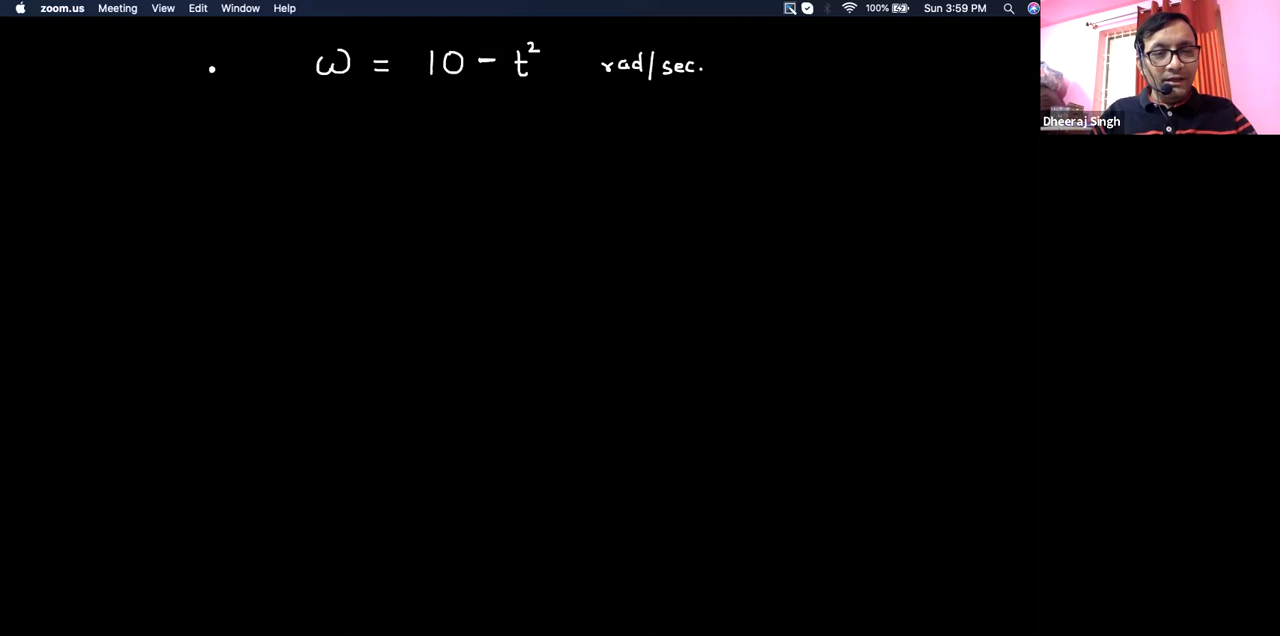 zoom.us Meeting View Edit Window Help 100% Sun 3:59 PM
ω = 10 - t² rad/sec.
Dheeraj Singh